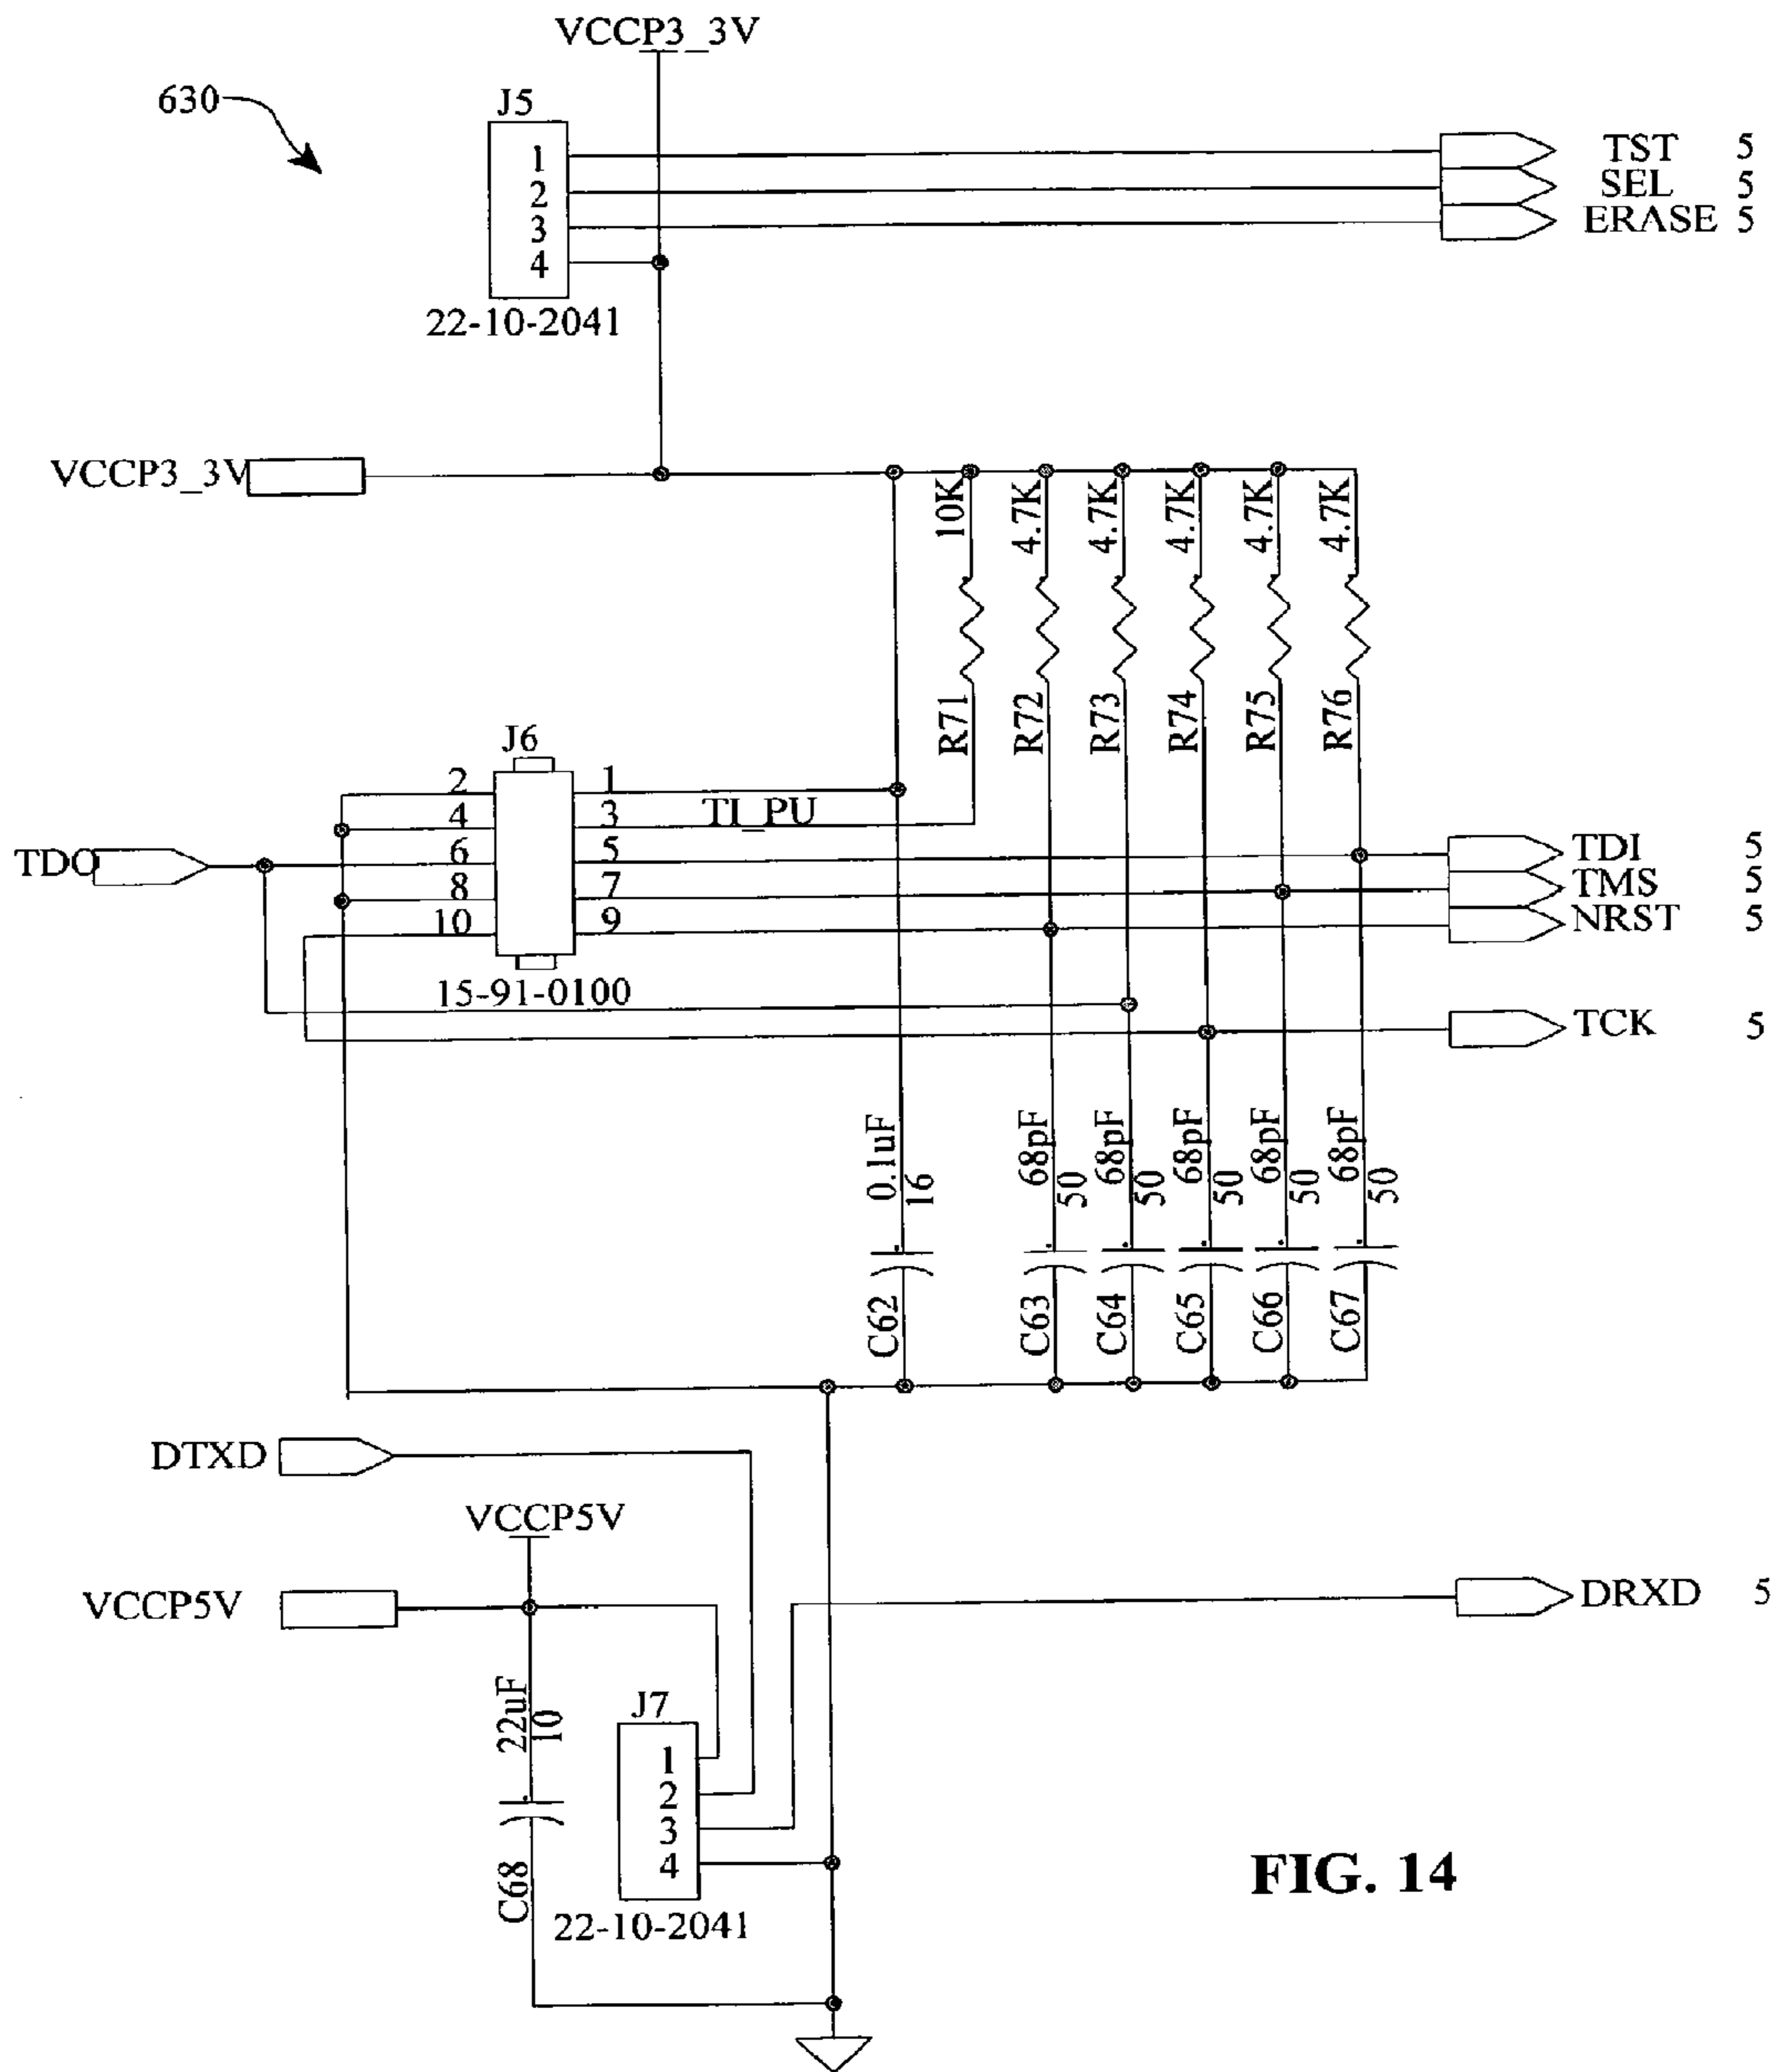 VCCP3_3V
630
J5
1
2
3
4
22-10-2041
TST 5
SEL 5
ERASE 5
VCCP3_3V
10K
4.7K
4.7K
4.7K
4.7K
4.7K
R71
R72
R73
R74
R75
R76
J6
2 1
4 3 TI_PU
6 5
8 7
10 9
15-91-0100
TDO
TDI 5
TMS 5
NRST 5
TCK 5
0.1uF
16
68pF
50
68pF
50
68pF
50
68pF
50
68pF
50
C62
C63
C64
C65
C66
C67
DTXD
VCCP5V
VCCP5V
DRXD 5
22uF
10
C68
J7
1
2
3
4
22-10-2041
FIG. 14